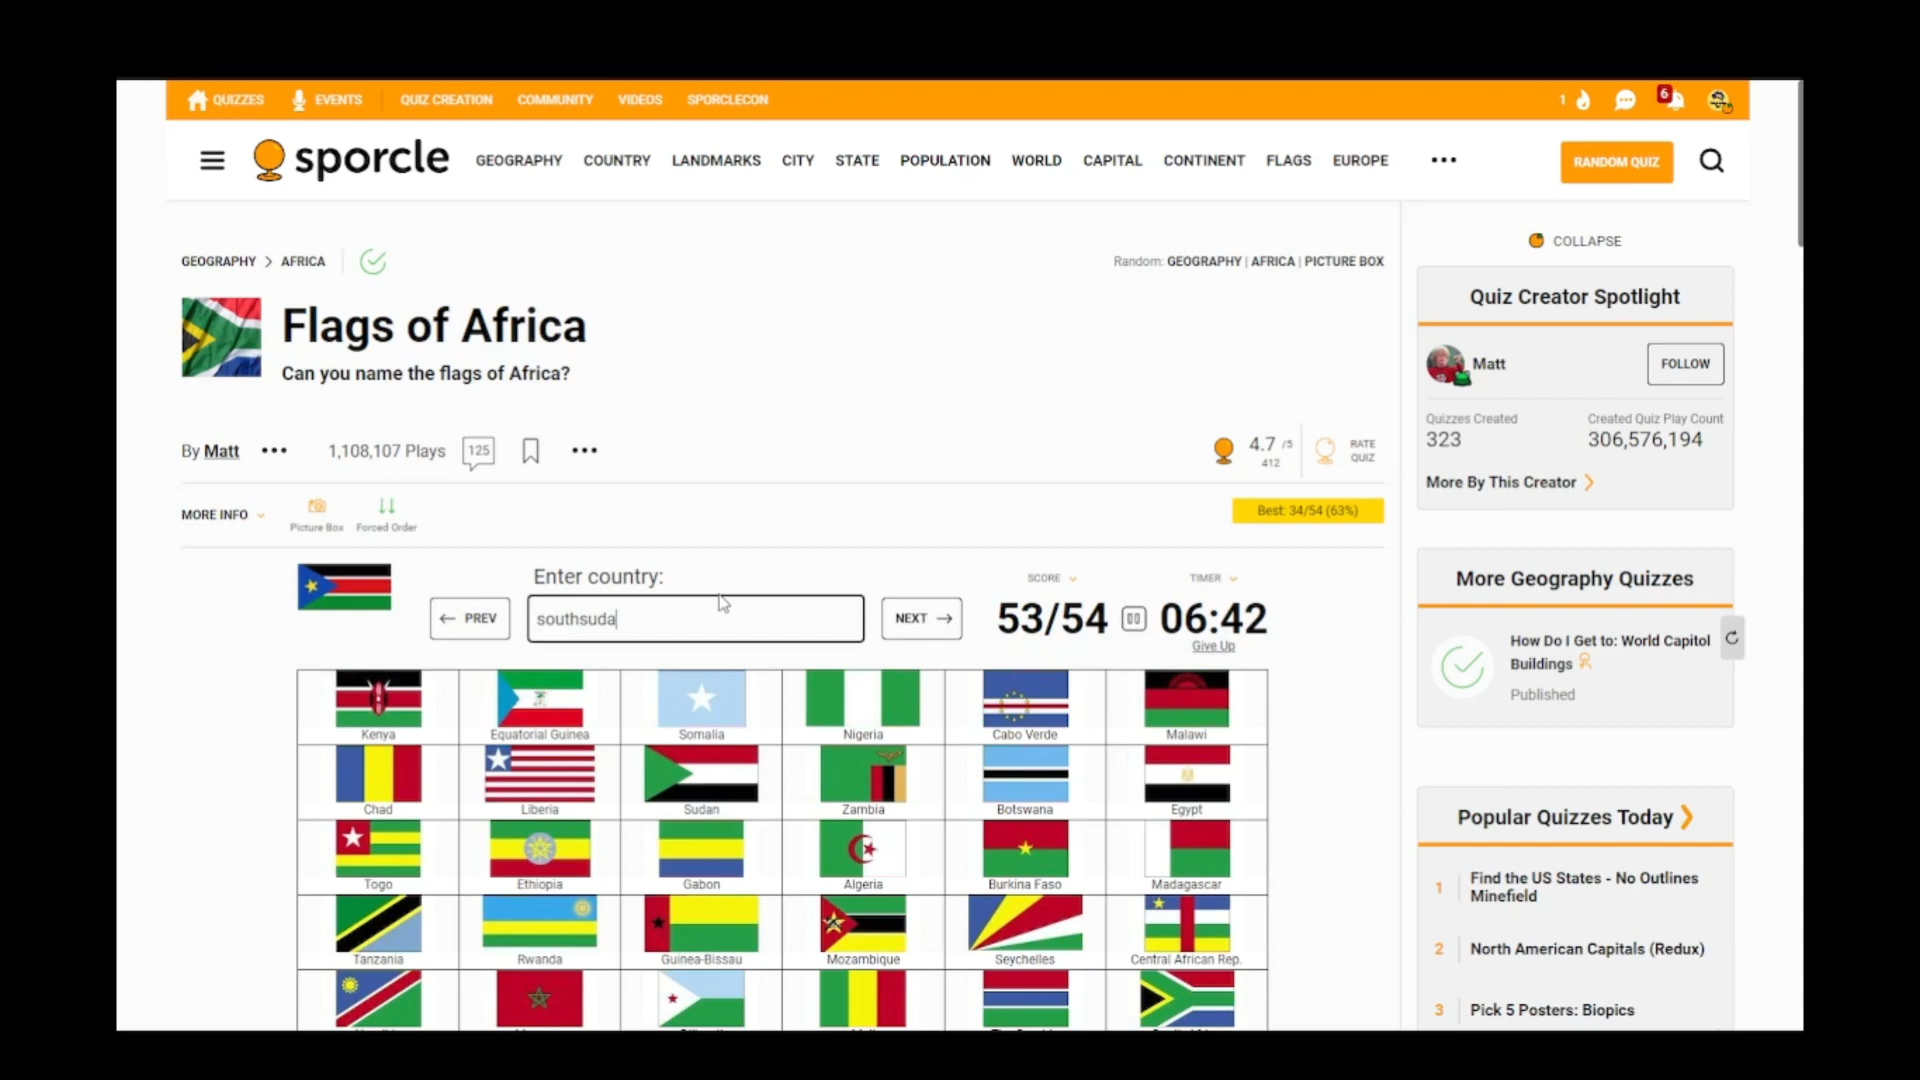 QUIZZES EVENTS QUIZ CREATION COMMUNITY VIDEOS SPORCLECON 1 6
sporcle GEOGRAPHY COUNTRY LANDMARKS CITY STATE POPULATION WORLD CAPITAL CONTINENT FLAGS EUROPE ••• RANDOM QUIZ
COLLAPSE
GEOGRAPHY > AFRICA Random: GEOGRAPHY | AFRICA | PICTURE BOX
Flags of Africa
Can you name the flags of Africa?
By Matt ••• 1,108,107 Plays 125 ••• 4.7 /5 412 RATE QUIZ
MORE INFO Picture Box Forced Order Best: 34/54 (63%)
Enter country: SCORE TIMER
← PREV southsuda NEXT → 53/54 06:42
Give Up
Kenya Equatorial Guinea Somalia Nigeria Cabo Verde Malawi
Chad Liberia Sudan Zambia Botswana Egypt
Togo Ethiopia Gabon Algeria Burkina Faso Madagascar
Tanzania Rwanda Guinea-Bissau Mozambique Seychelles Central African Rep.
Quiz Creator Spotlight
Matt FOLLOW
Quizzes Created Created Quiz Play Count
323 306,576,194
More By This Creator >
More Geography Quizzes
How Do I Get to: World Capitol
Buildings
Published
Popular Quizzes Today >
1 Find the US States - No Outlines
Minefield
2 North American Capitals (Redux)
3 Pick 5 Posters: Biopics